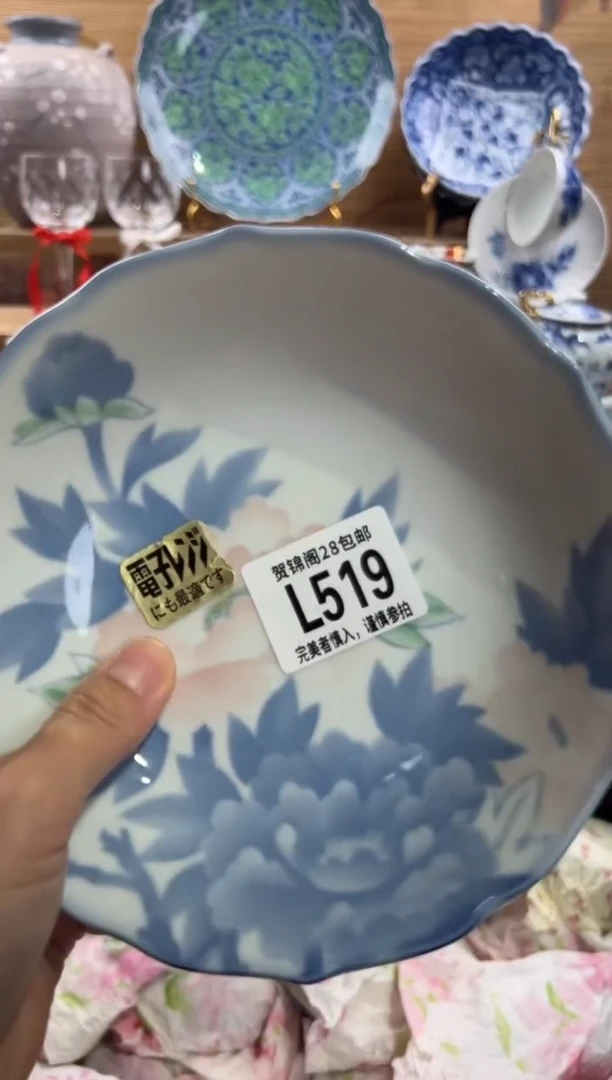 電子レンジ
にも最適です
贺锦阁28包邮
L519
完美者慎入，谨慎参拍